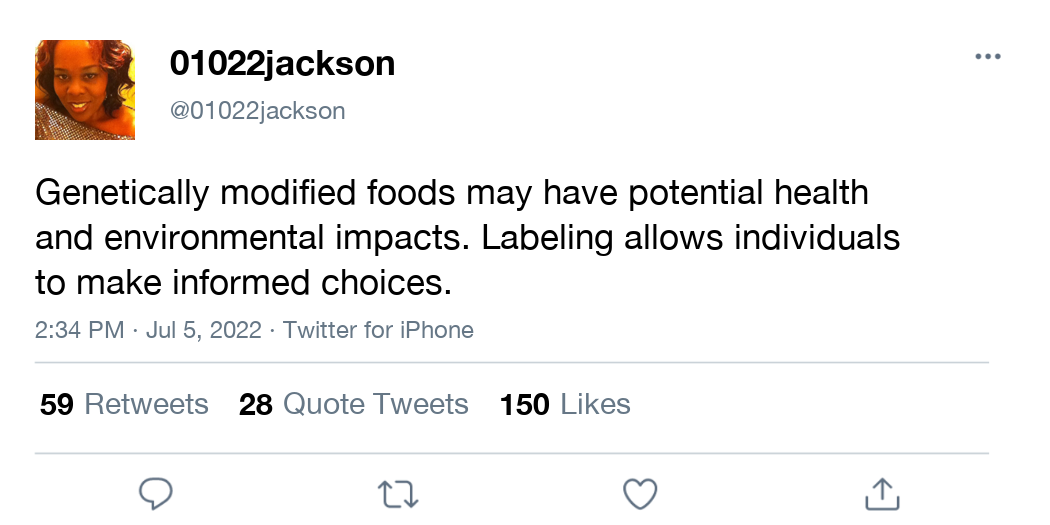 01022jackson
@01022jackson
Genetically modified foods may have potential health
and environmental impacts. Labeling allows individuals
to make informed choices.
2:34 PM · Jul 5, 2022 · Twitter for iPhone
59 Retweets 28 Quote Tweets 150 Likes